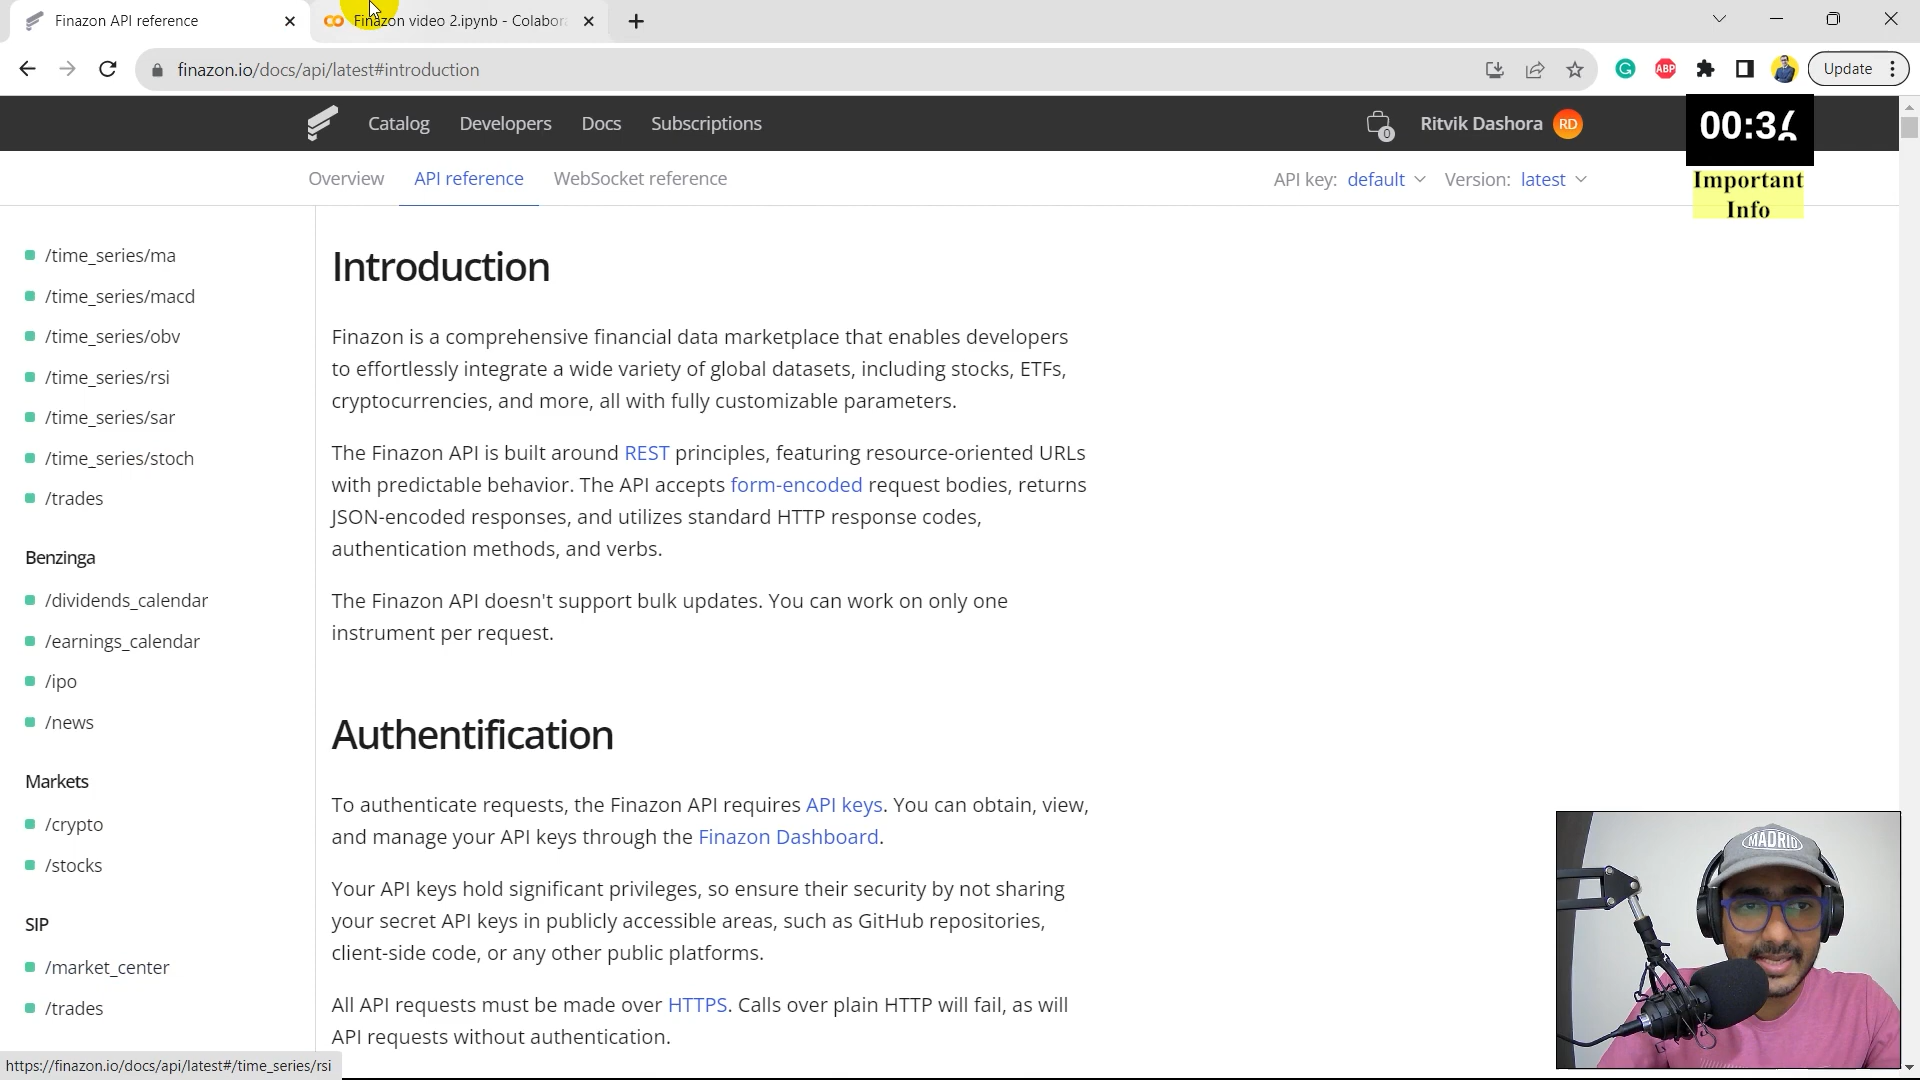 Finazon API reference
Finazon video 2.ipynb - Colabor
finazon.io/docs/api/latest#introduction
ABP
Update
Catalog Developers Docs Subscriptions
0
Ritvik Dashora RD
Overview API reference WebSocket reference
API key: default Version: latest
Important
Info
/time_series/ma
/time_series/macd
/time_series/obv
/time_series/rsi
/time_series/sar
/time_series/stoch
/trades
Benzinga
/dividends_calendar
/earnings_calendar
/ipo
/news
Markets
/crypto
/stocks
SIP
/market_center
/trades
Introduction
Finazon is a comprehensive financial data marketplace that enables developers
to effortlessly integrate a wide variety of global datasets, including stocks, ETFs,
cryptocurrencies, and more, all with fully customizable parameters.
The Finazon API is built around REST principles, featuring resource-oriented URLs
with predictable behavior. The API accepts form-encoded request bodies, returns
JSON-encoded responses, and utilizes standard HTTP response codes,
authentication methods, and verbs.
The Finazon API doesn't support bulk updates. You can work on only one
instrument per request.
Authentification
To authenticate requests, the Finazon API requires API keys. You can obtain, view,
and manage your API keys through the Finazon Dashboard.
Your API keys hold significant privileges, so ensure their security by not sharing
your secret API keys in publicly accessible areas, such as GitHub repositories,
client-side code, or any other public platforms.
All API requests must be made over HTTPS. Calls over plain HTTP will fail, as will
API requests without authentication.
MADRID
https://finazon.io/docs/api/latest#/time_series/rsi